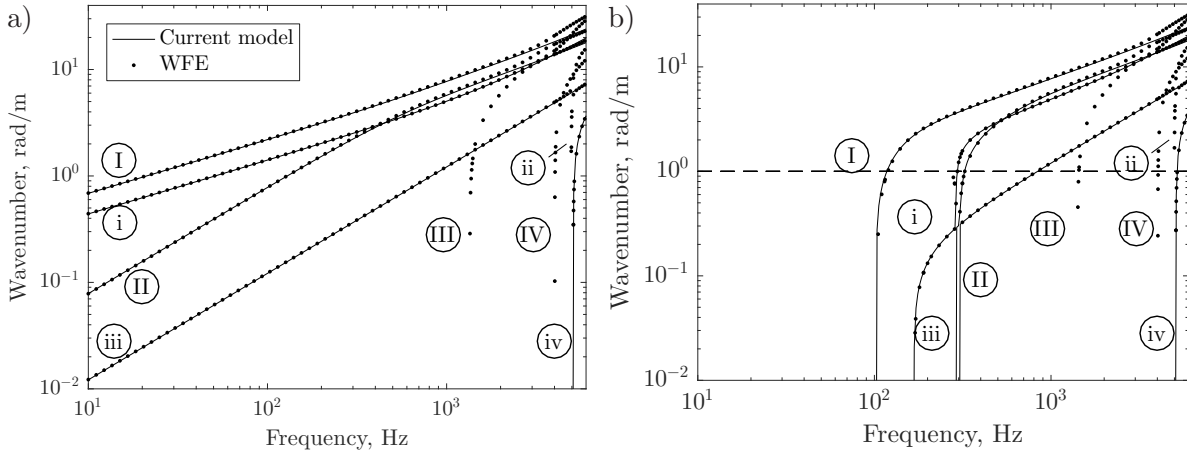 a)
Current model
WFE
Wavenumber, rad/m
10^1
10^0
10^-1
10^-2
I
i
II
iii
III
ii
IV
iv
10^1
10^2
10^3
Frequency, Hz
b)
Wavenumber, rad/m
10^1
10^0
10^-1
10^-2
I
i
II
iii
III
ii
IV
iv
10^1
10^2
10^3
Frequency, Hz